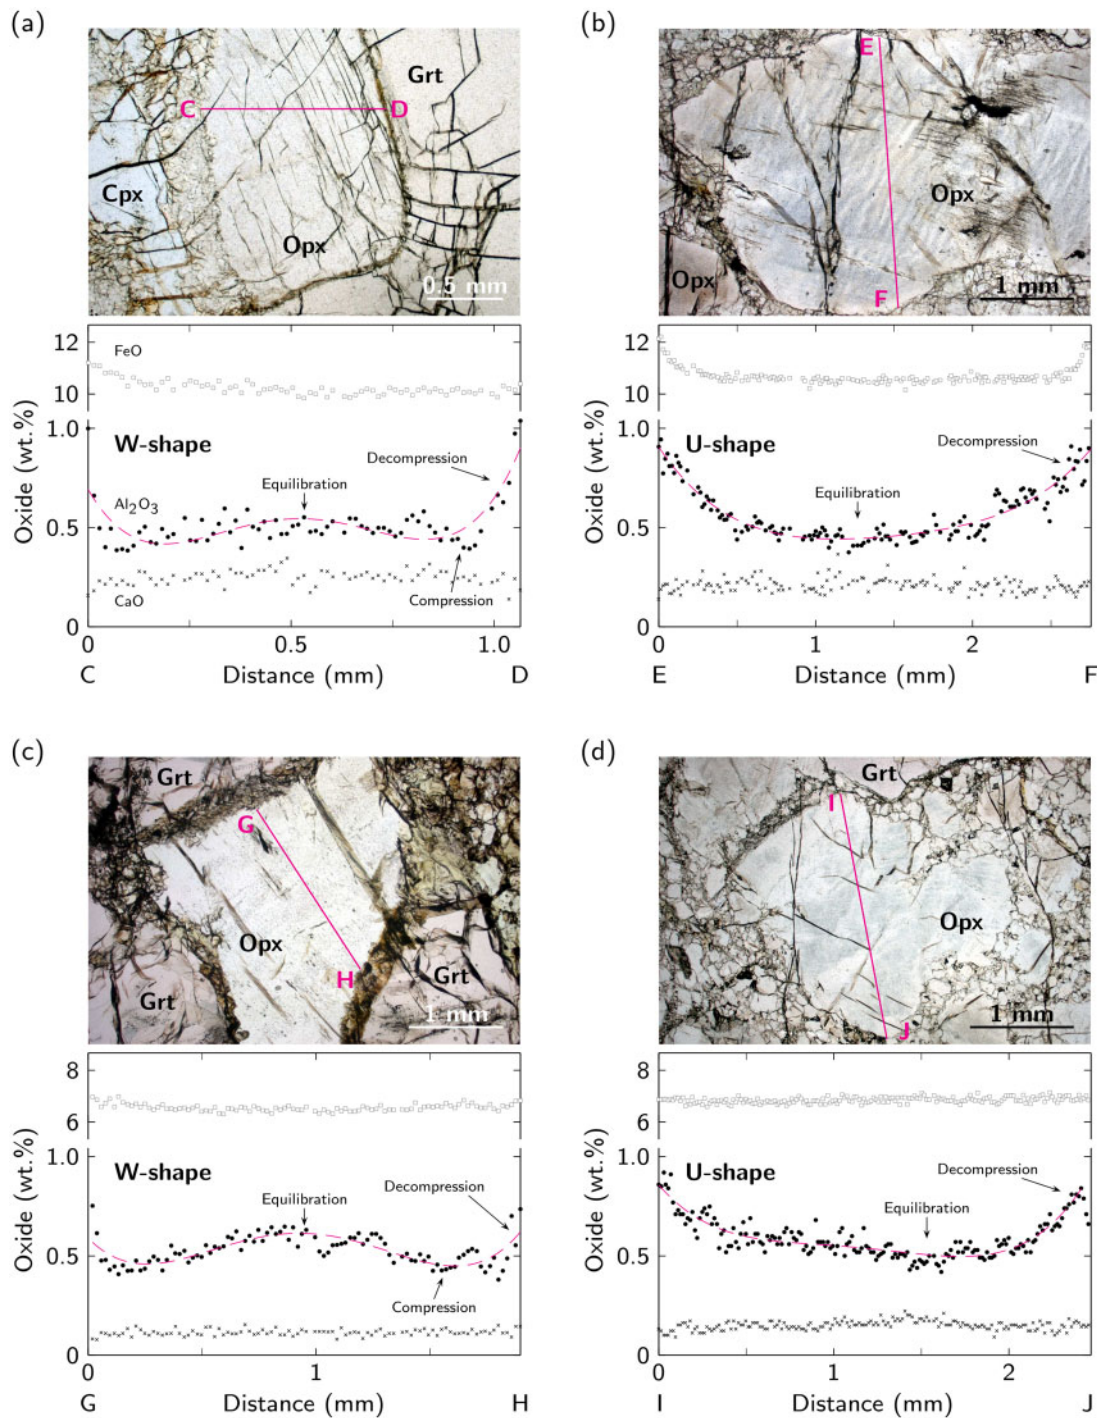 (a)
C
D
Grt
Cpx
Opx
0.5 mm
12
10
1.0
0.5
0
Oxide (wt.%)
FeO
W-shape
Decompression
Equilibration
Al2O3
CaO
Compression
0 0.5 1.0
C Distance (mm) D
(b)
E
F
Opx
Opx
1 mm
12
10
1.0
0.5
0
Oxide (wt.%)
U-shape
Decompression
Equilibration
0 1 2
E Distance (mm) F
(c)
Grt
G
Opx
H
Grt
Grt
1 mm
8
6
1.0
0.5
0
Oxide (wt.%)
W-shape
Decompression
Equilibration
Compression
0 1
G Distance (mm) H
(d)
Grt
I
Opx
J
1 mm
8
6
1.0
0.5
0
Oxide (wt.%)
U-shape
Decompression
Equilibration
0 1 2
I Distance (mm) J